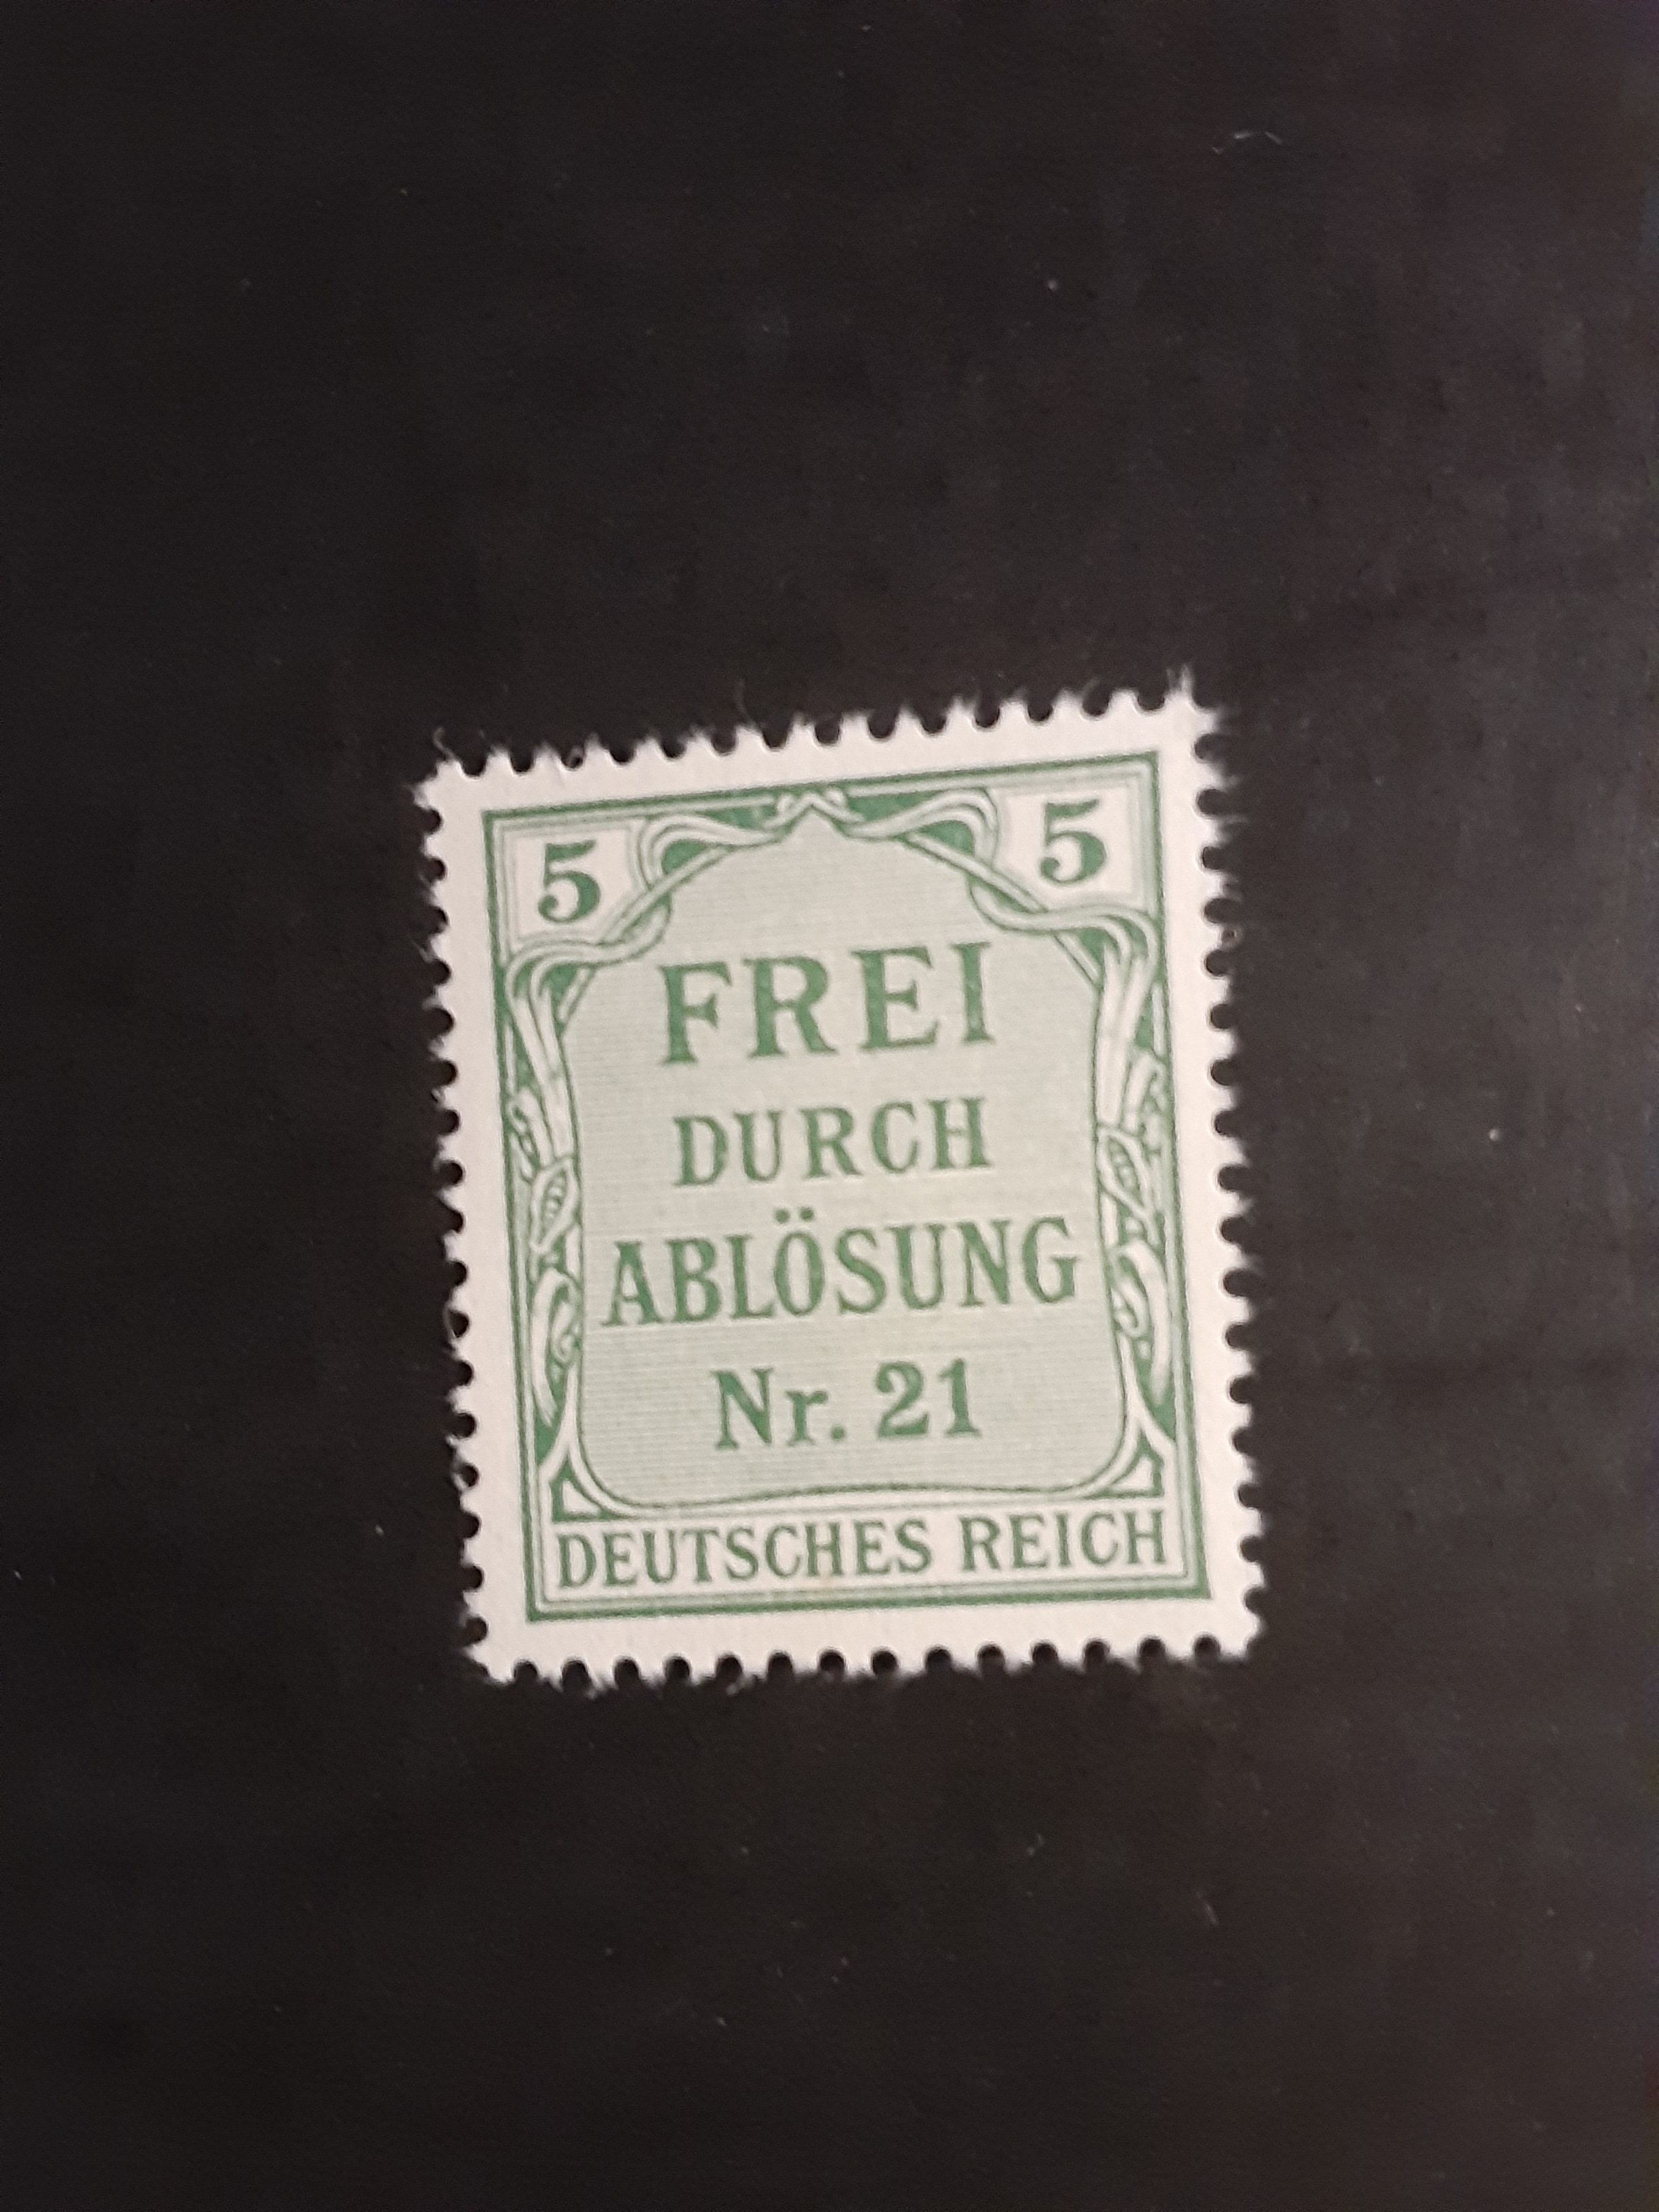 5 5
FREI
DURCH
ABLÖSUNG
Nr. 21
DEUTSCHES REICH